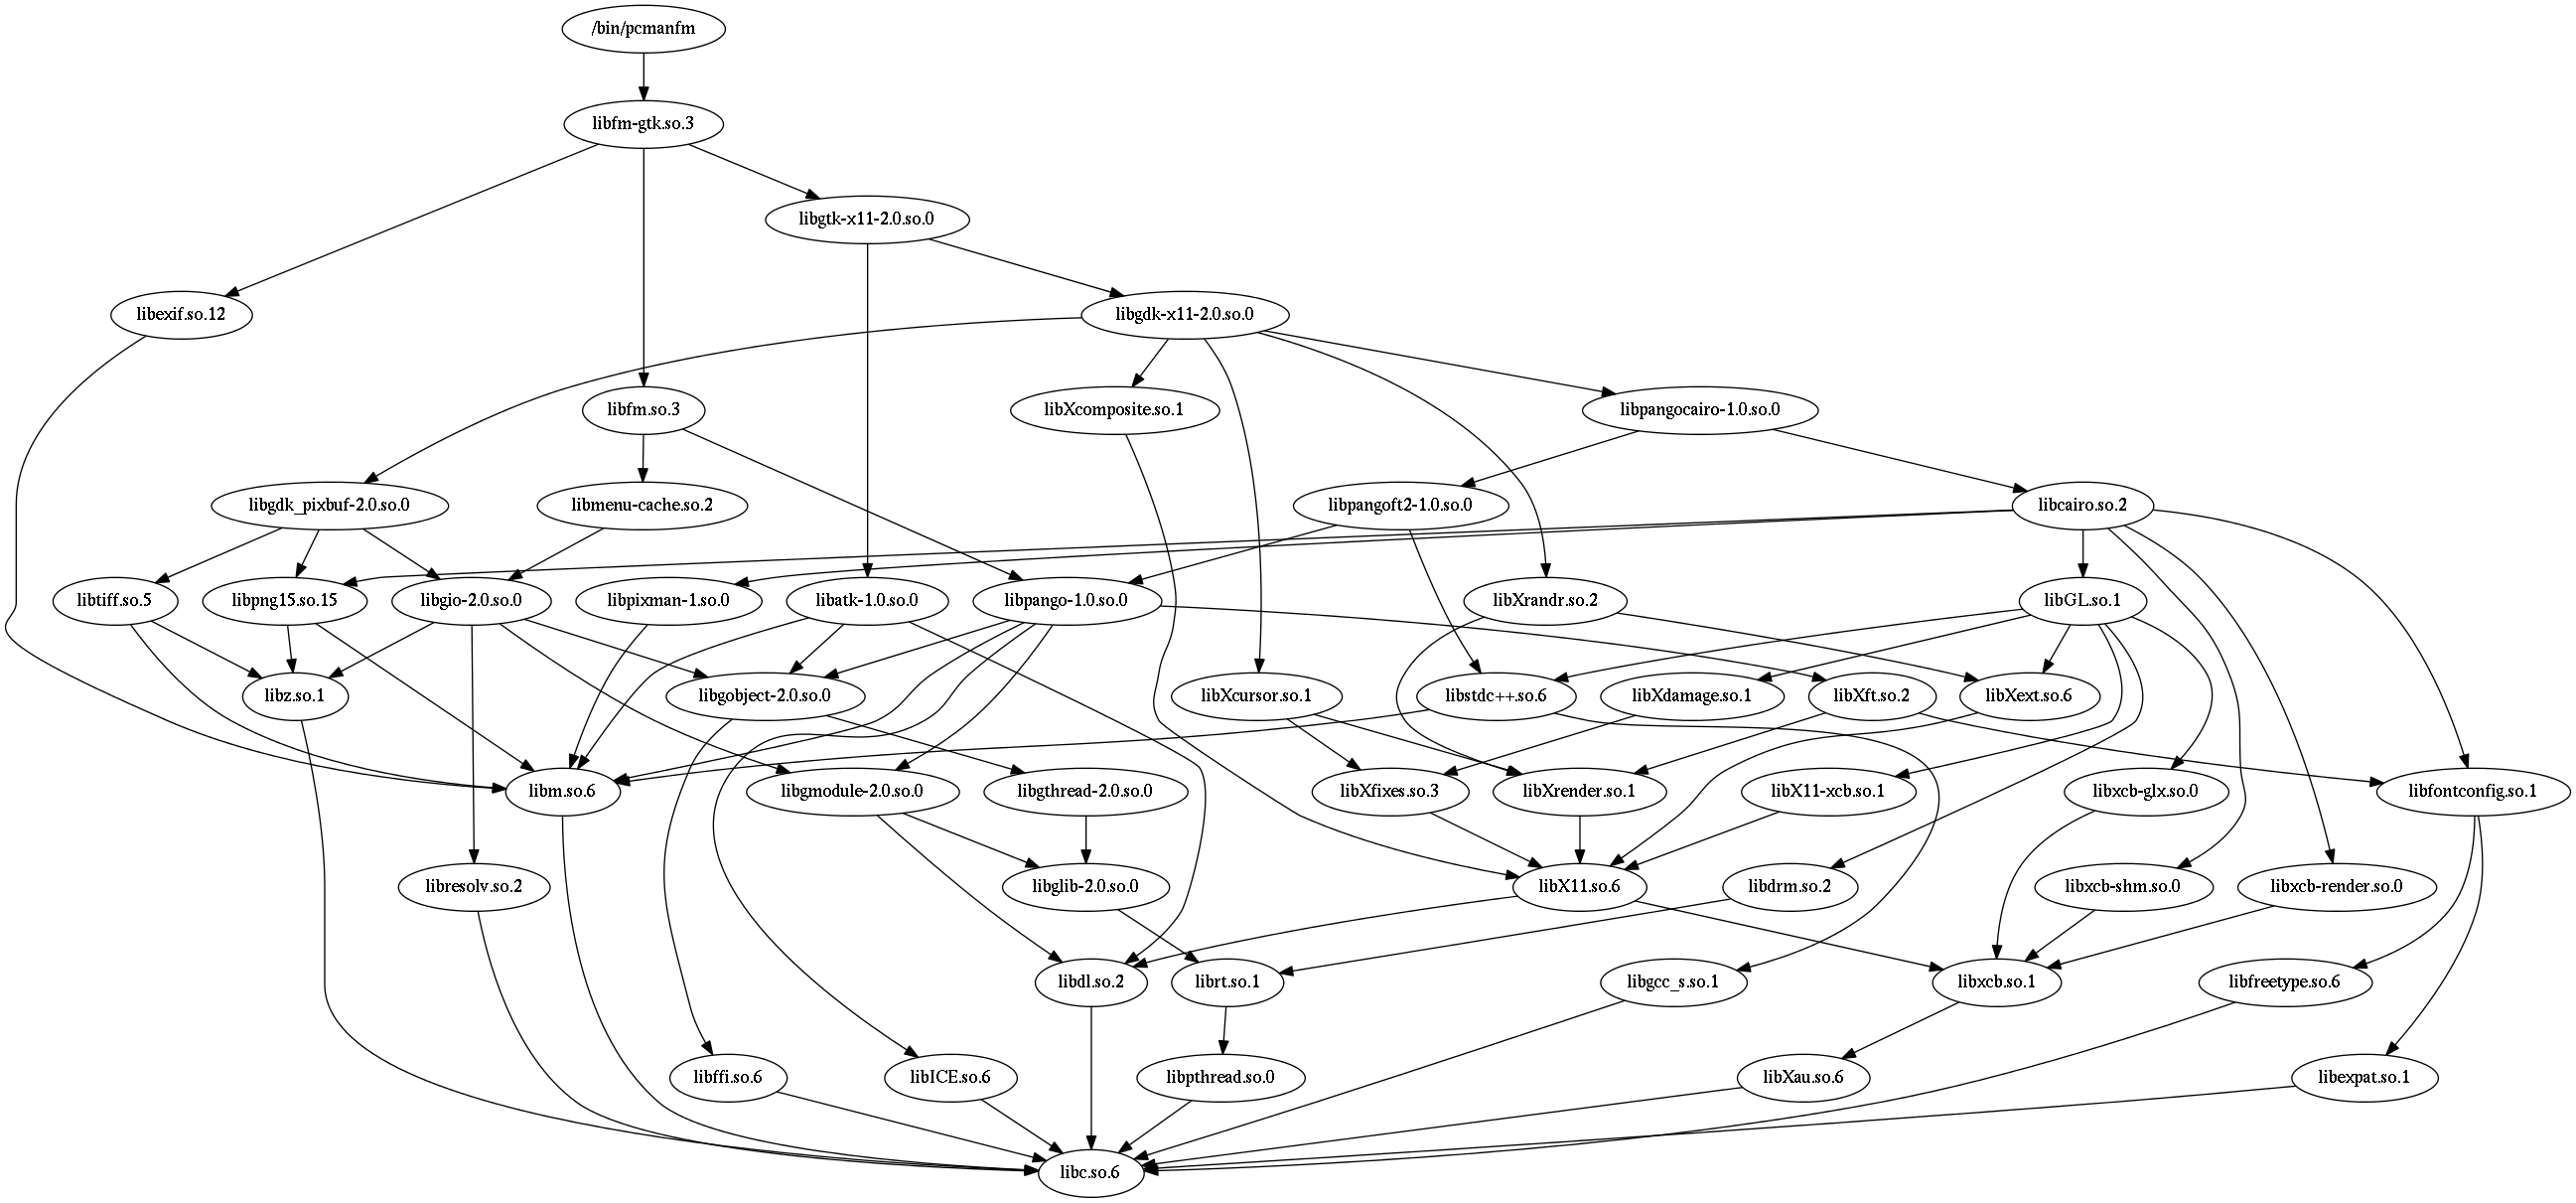 /bin/pcmanfm
libfm-gtk.so.3
libgtk-x11-2.0.so.0
libexif.so.12
libgdk-x11-2.0.so.0
libfm.so.3
libXcomposite.so.1
libpangocairo-1.0.so.0
libgdk_pixbuf-2.0.so.0
libmenu-cache.so.2
libpangoft2-1.0.so.0
libcairo.so.2
libtiff.so.5
libpng15.so.15
libgio-2.0.so.0
libpixman-1.so.0
libatk-1.0.so.0
libpango-1.0.so.0
libXrandr.so.2
libGL.so.1
libz.so.1
libgobject-2.0.so.0
libXcursor.so.1
libstdc++.so.6
libXdamage.so.1
libXft.so.2
libXext.so.6
libm.so.6
libgmodule-2.0.so.0
libgthread-2.0.so.0
libXfixes.so.3
libXrender.so.1
libX11-xcb.so.1
libxcb-glx.so.0
libfontconfig.so.1
libresolv.so.2
libglib-2.0.so.0
libX11.so.6
libdrm.so.2
libxcb-shm.so.0
libxcb-render.so.0
libdl.so.2
librt.so.1
libgcc_s.so.1
libxcb.so.1
libfreetype.so.6
libffi.so.6
libICE.so.6
libpthread.so.0
libXau.so.6
libexpat.so.1
libc.so.6